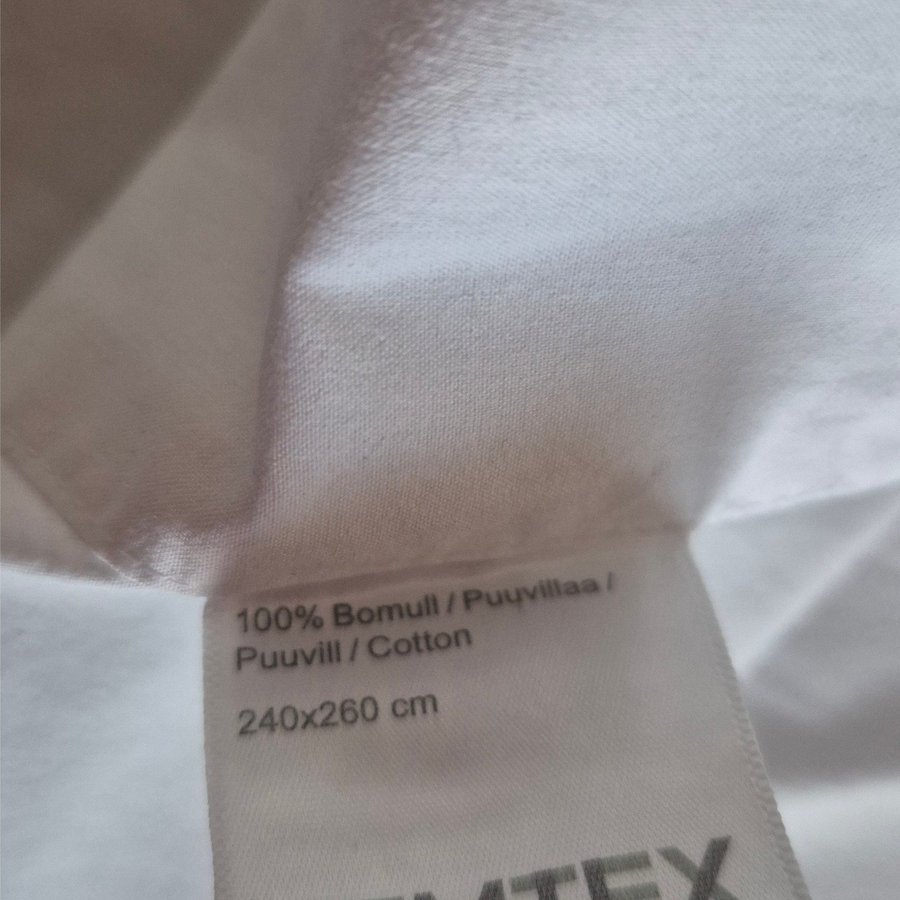 100% Bomull / Puuvillaa /
Puuvill / Cotton
240x260 cm